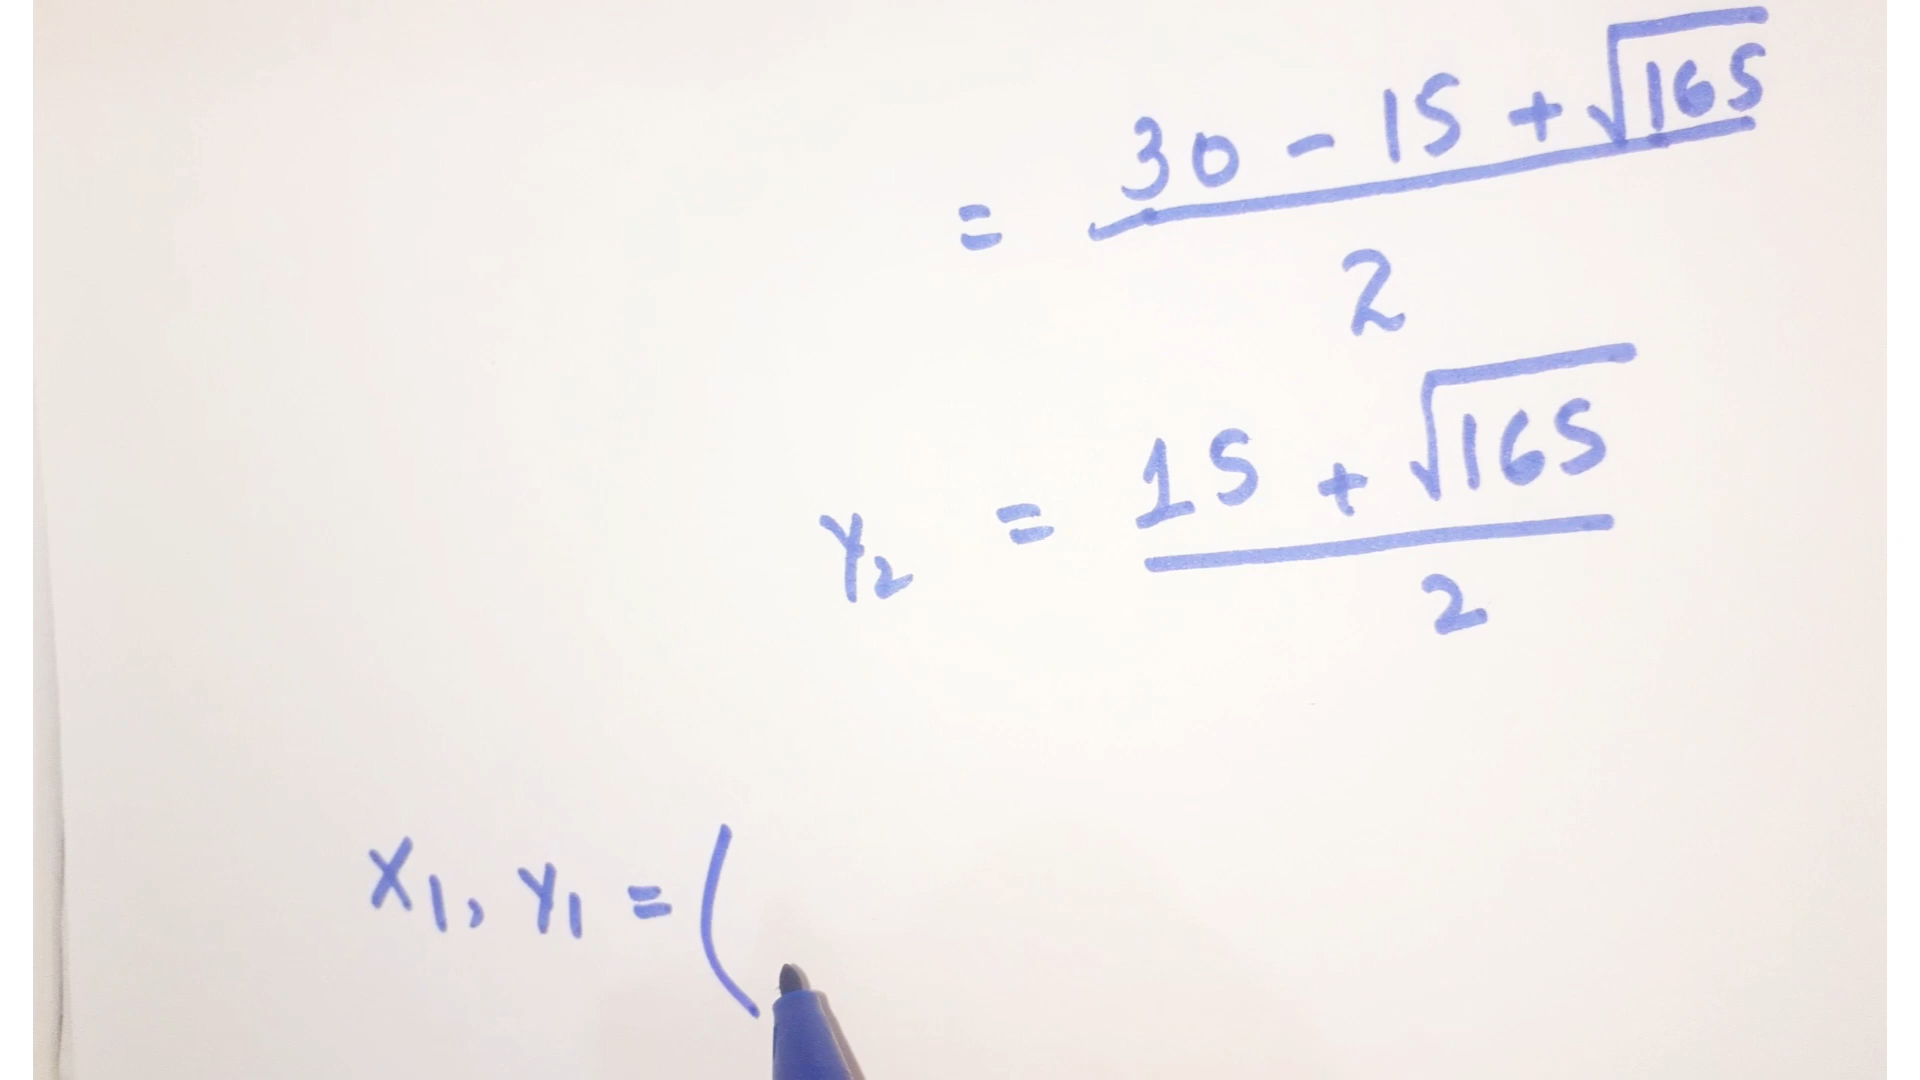 = 30 - 15 + √165 / 2
y₂ = 15 + √165 / 2
x₁, y₁ = (